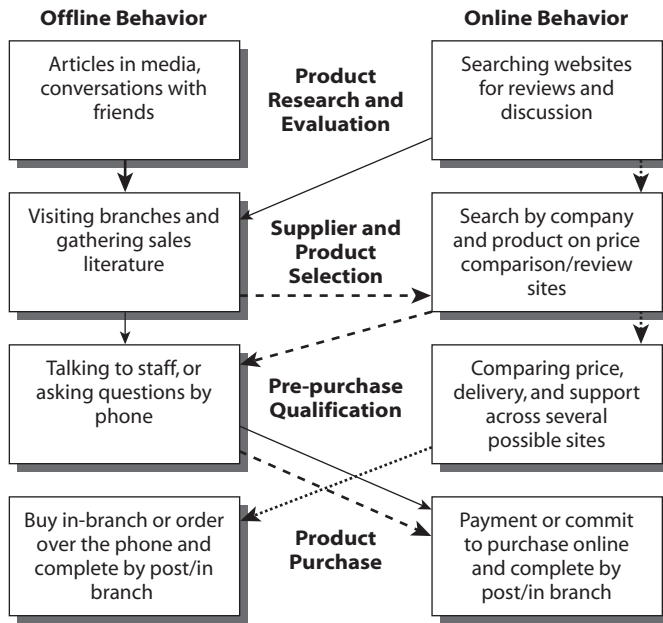 Offline Behavior
Online Behavior
Articles in media,
conversations with
friends
Product
Research and
Evaluation
Searching websites
for reviews and
discussion
Visiting branches and
gathering sales
literature
Supplier and
Product
Selection
Search by company
and product on price
comparison/review
sites
Talking to staff, or
asking questions by
phone
Pre-purchase
Qualification
Comparing price,
delivery, and support
across several
possible sites
Buy in-branch or order
over the phone and
complete by post/in
branch
Product
Purchase
Payment or commit
to purchase online
and complete by
post/in branch